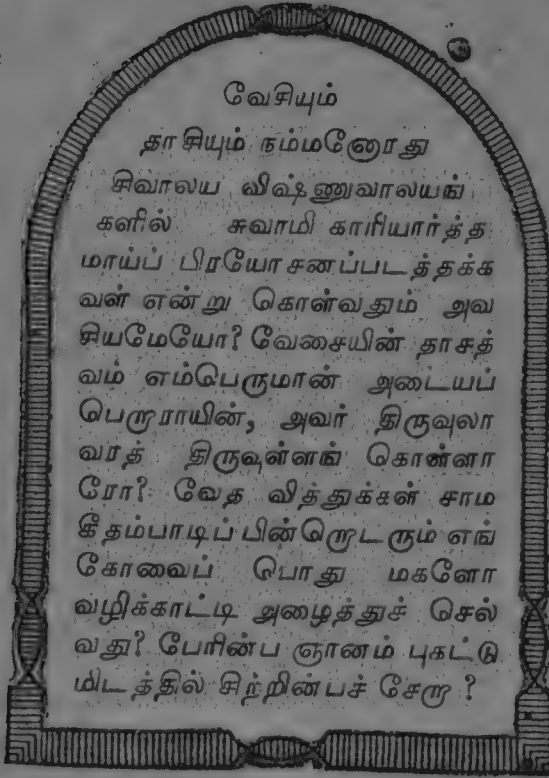 வேசியும்
தாசியும் நம்மனோரது
சிவாலய விஷ்ணுவாலயங்
களில் சுவாமி காரியார்த்த
மாய்ப் பிரயோசனப்படத்தக்க
வள் என்று கொள்வதும் அவ
சியமேயோ? வேசையின் தாசத்
வம் எம்பெருமான் அடையப்
பெறாராயின், அவர் திருவுலா
வரத் திருவுள்ளங் கொள்ளா
ரோ? வேத வித்துக்கள் சாம
கீதம்பாடிப் பின்றொடரும் எங்
கோவைப் பொது மகளோ
வழிக்காட்டி அழைத்துச் செல்
வது? பேரின்ப ஞானம் புகட்டு
மிடத்தில் சிற்றின்பச் சேறு?